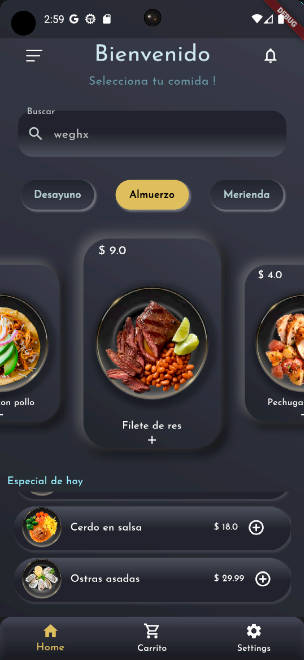 2:59
DEBUG
Bienvenido
Selecciona tu comida !
Buscar
weghx
Desayuno
Almuerzo
Merienda
$ 9.0
$ 4.0
on pollo
Filete de res
+
Pechuga
Especial de hoy
Cerdo en salsa
$ 18.0
Ostras asadas
$ 29.99
Home
Carrito
Settings